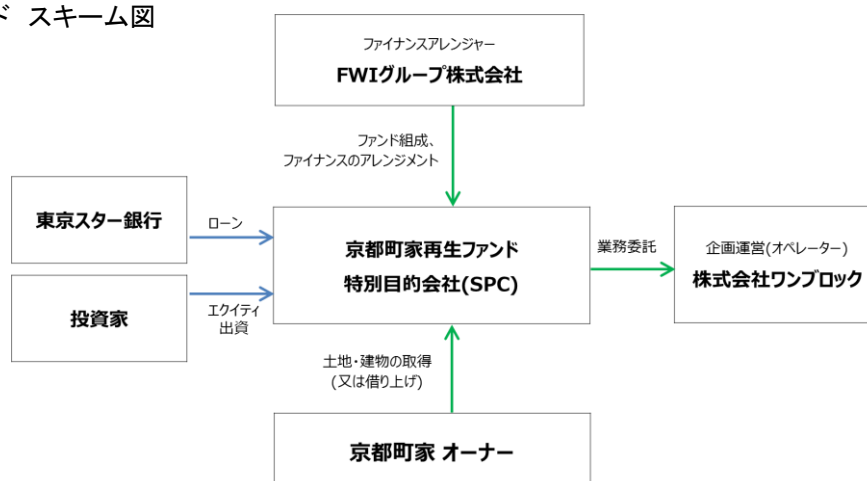 ド スキーム図
ファイナンスアレンジャー
FWIグループ株式会社
ファンド組成、
ファイナンスのアレンジメント
東京スター銀行
ローン
京都町家再生ファンド
特別目的会社(SPC)
業務委託
企画運営(オペレーター)
株式会社ワンブロック
投資家
エクイティ
出資
土地・建物の取得
(又は借り上げ)
京都町家 オーナー